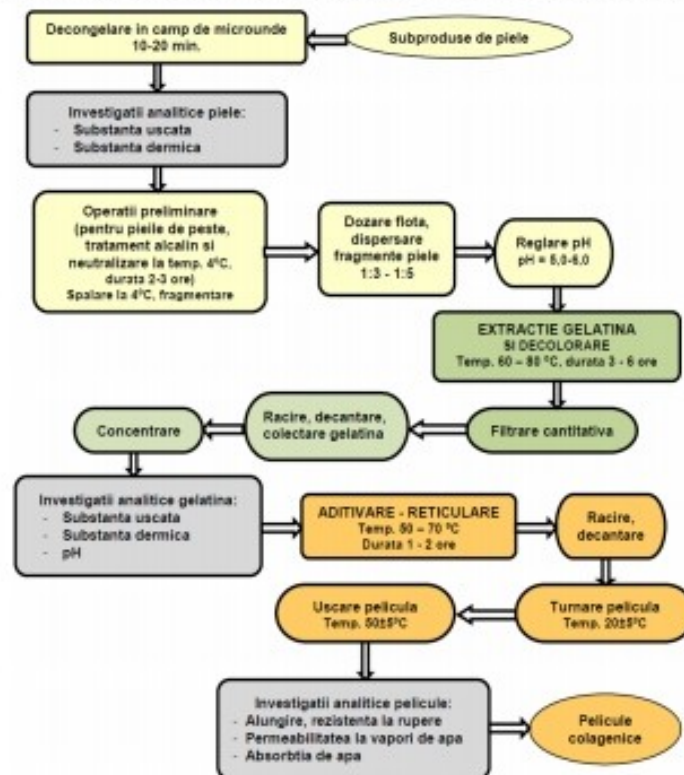 Decongelare in camp de microunde
10-20 min.
Subproduse de piele
Investigatii analitice piele:
- Substanta uscata
- Substanta dermica
Operatii preliminare
(pentru pieile de peste,
tratament alcalin si
neutralizare la temp. 4⁰C,
durata 2-3 ore)
Spalare la 4⁰C, fragmentare
Dozare flota,
dispersare
fragmente piele
1:3 - 1:5
Reglare pH
pH = 5,0-6,0
EXTRACTIE GELATINA
SI DECOLORARE
Temp. 60 – 80 ⁰C, durata 3 - 6 ore
Filtrare cantitativa
Racire, decantare,
colectare gelatina
Concentrare
Investigatii analitice gelatina:
- Substanta uscata
- Substanta dermica
- pH
ADITIVARE - RETICULARE
Temp. 50 – 70 ⁰C
Durata 1 - 2 ore
Racire,
decantare
Turnare pelicula
Temp. 20±5⁰C
Uscare pelicula
Temp. 50±5⁰C
Investigatii analitice pelicule:
- Alungire, rezistenta la rupere
- Permeabilitatea la vapori de apa
- Absorbtia de apa
Pelicule
colagenice